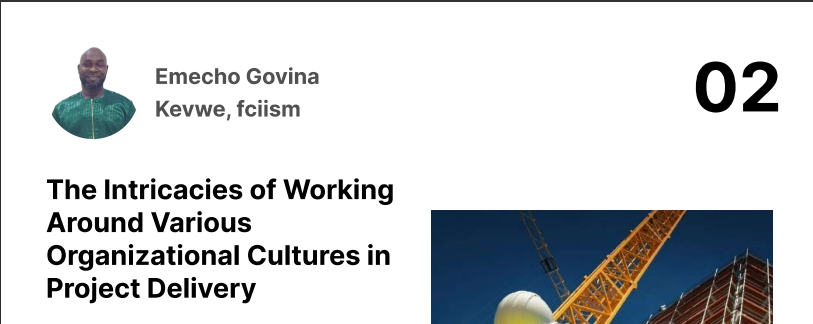 Emecho Govina
Kevwe, fciism
02
The Intricacies of Working
Around Various
Organizational Cultures in
Project Delivery